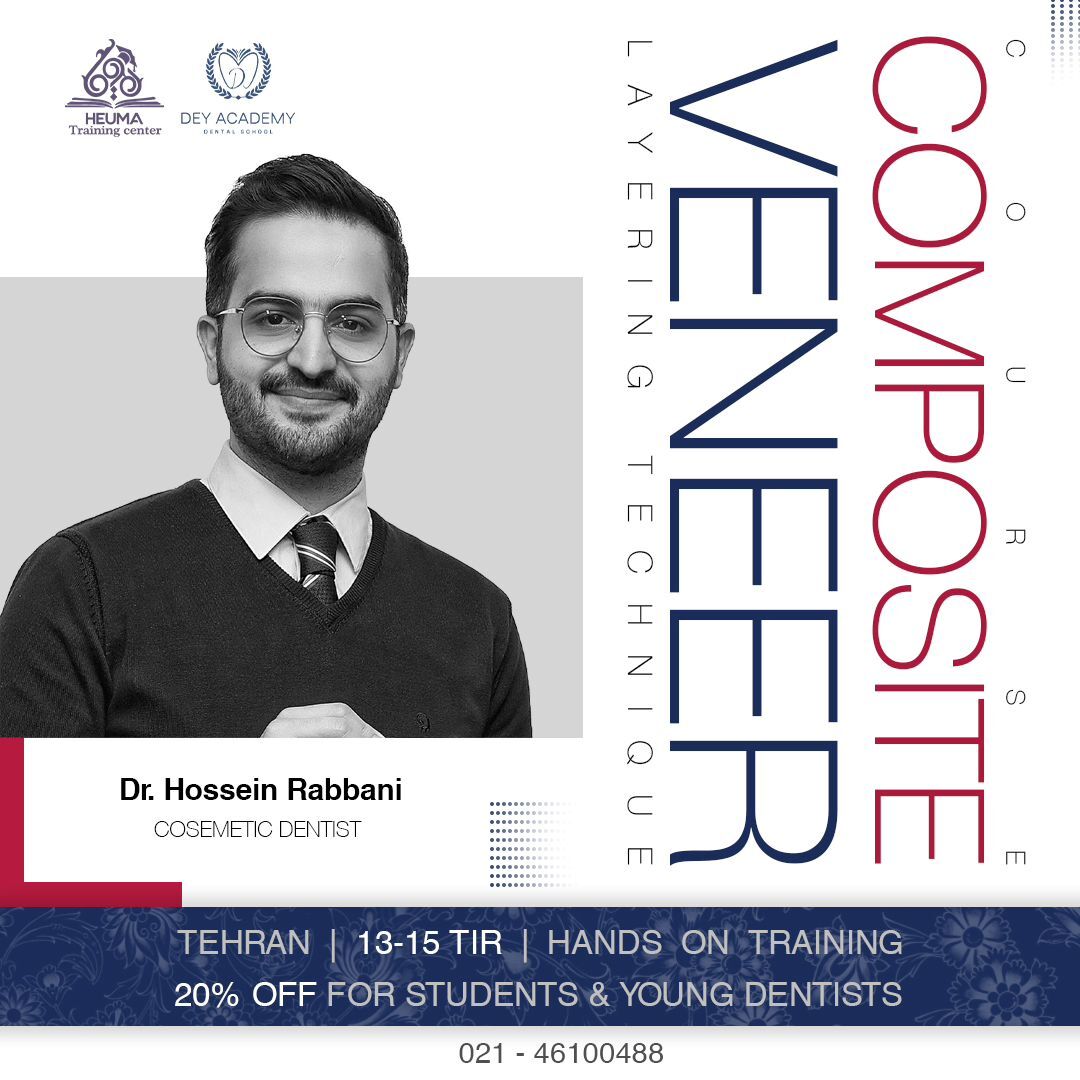 HEUMA
Training center
DEY ACADEMY
DENTAL SCHOOL
COURSE
COMPOSITE
VENEER
LAYERING TECHNIQUE
Dr. Hossein Rabbani
COSEMETIC DENTIST
TEHRAN | 13-15 TIR | HANDS ON TRAINING
20% OFF FOR STUDENTS & YOUNG DENTISTS
021 - 46100488